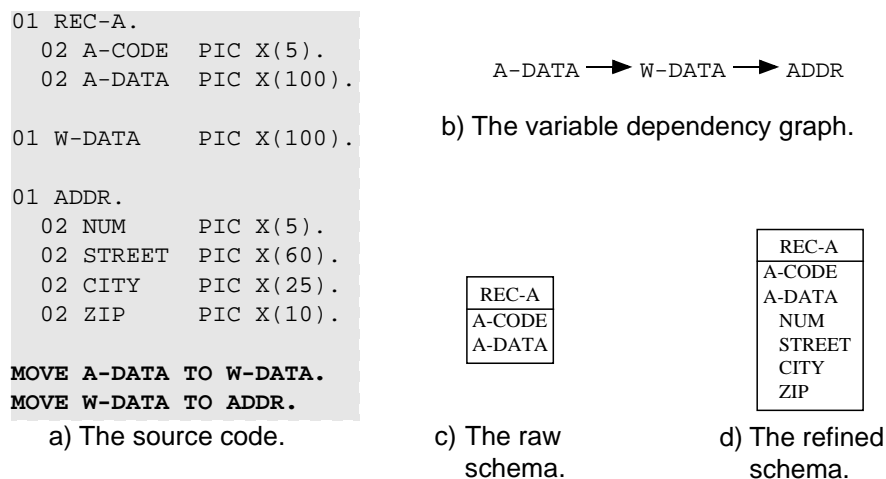 01 REC-A.
02 A-CODE PIC X(5).
02 A-DATA PIC X(100).
01 W-DATA PIC X(100).
01 ADDR.
02 NUM PIC X(5).
02 STREET PIC X(60).
02 CITY PIC X(25).
02 ZIP PIC X(10).
MOVE A-DATA TO W-DATA.
MOVE W-DATA TO ADDR.
a) The source code.
A-DATA W-DATA ADDR
b) The variable dependency graph.
REC-A
A-CODE
A-DATA
c) The raw
schema.
REC-A
A-CODE
A-DATA
NUM
STREET
CITY
ZIP
d) The refined
schema.